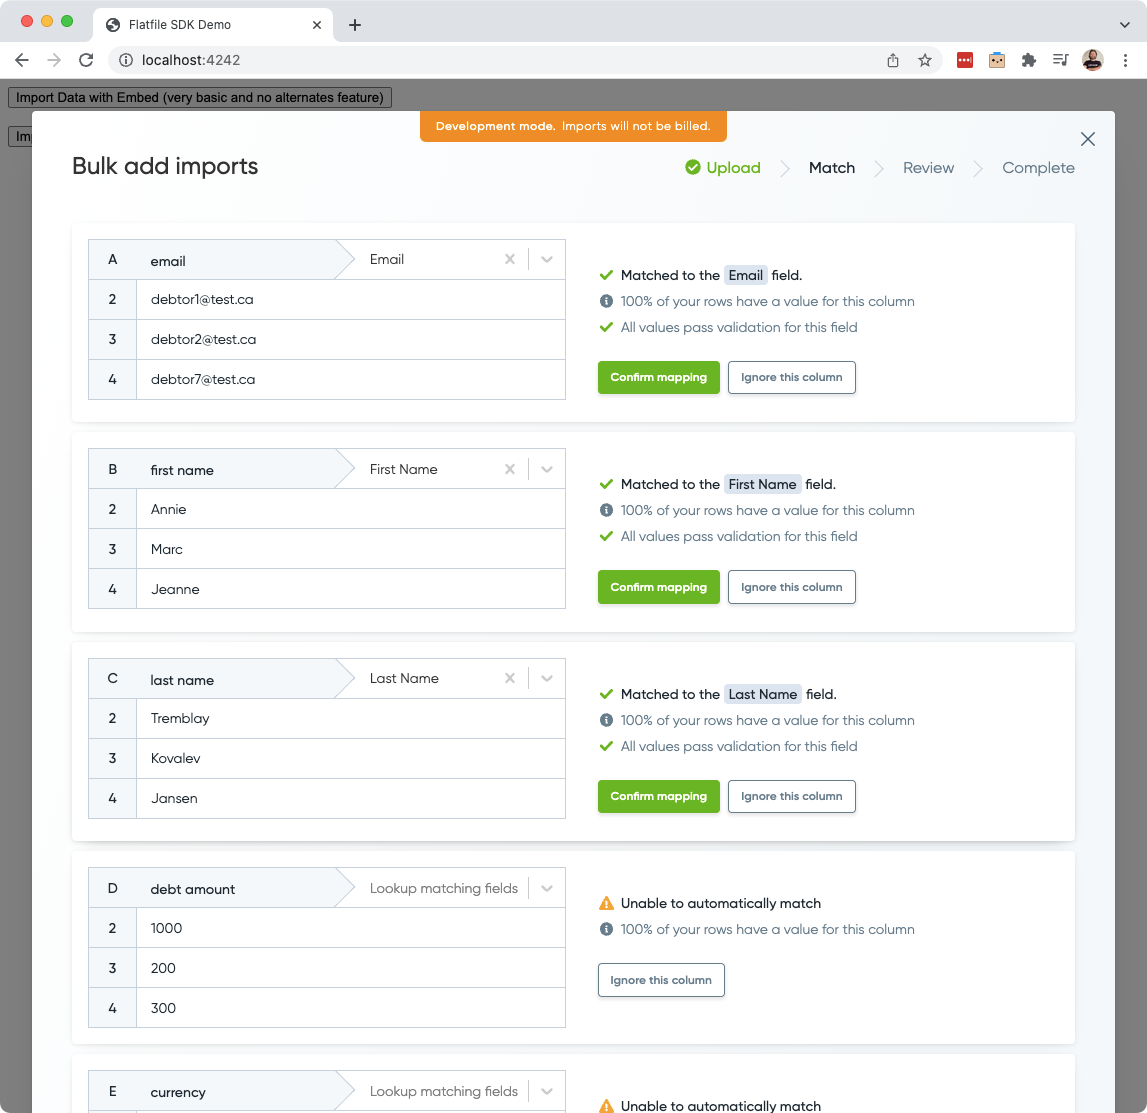 Flatfile SDK Demo
localhost:4242
Import Data with Embed (very basic and no alternates feature)
Development mode. Imports will not be billed.
Bulk add imports
Upload Match Review Complete
A email Email
2 debtor1@test.ca
3 debtor2@test.ca
4 debtor7@test.ca
Matched to the Email field.
100% of your rows have a value for this column
All values pass validation for this field
Confirm mapping Ignore this column
B first name First Name
2 Annie
3 Marc
4 Jeanne
Matched to the First Name field.
100% of your rows have a value for this column
All values pass validation for this field
Confirm mapping Ignore this column
C last name Last Name
2 Tremblay
3 Kovalev
4 Jansen
Matched to the Last Name field.
100% of your rows have a value for this column
All values pass validation for this field
Confirm mapping Ignore this column
D debt amount Lookup matching fields
2 1000
3 200
4 300
Unable to automatically match
100% of your rows have a value for this column
Ignore this column
E currency Lookup matching fields
Unable to automatically match